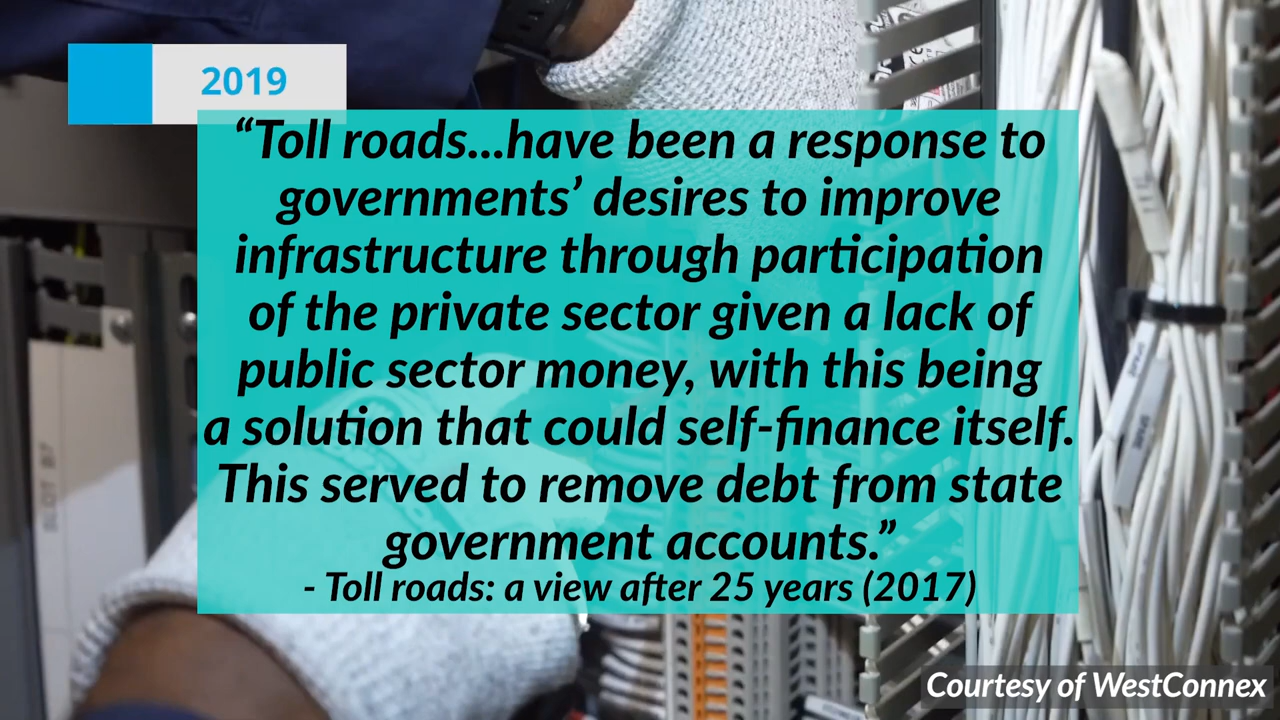 2019
“Toll roads...have been a response to
governments’ desires to improve
infrastructure through participation
of the private sector given a lack of
public sector money, with this being
a solution that could self-finance itself.
This served to remove debt from state
government accounts.”
- Toll roads: a view after 25 years (2017)
Courtesy of WestConnex